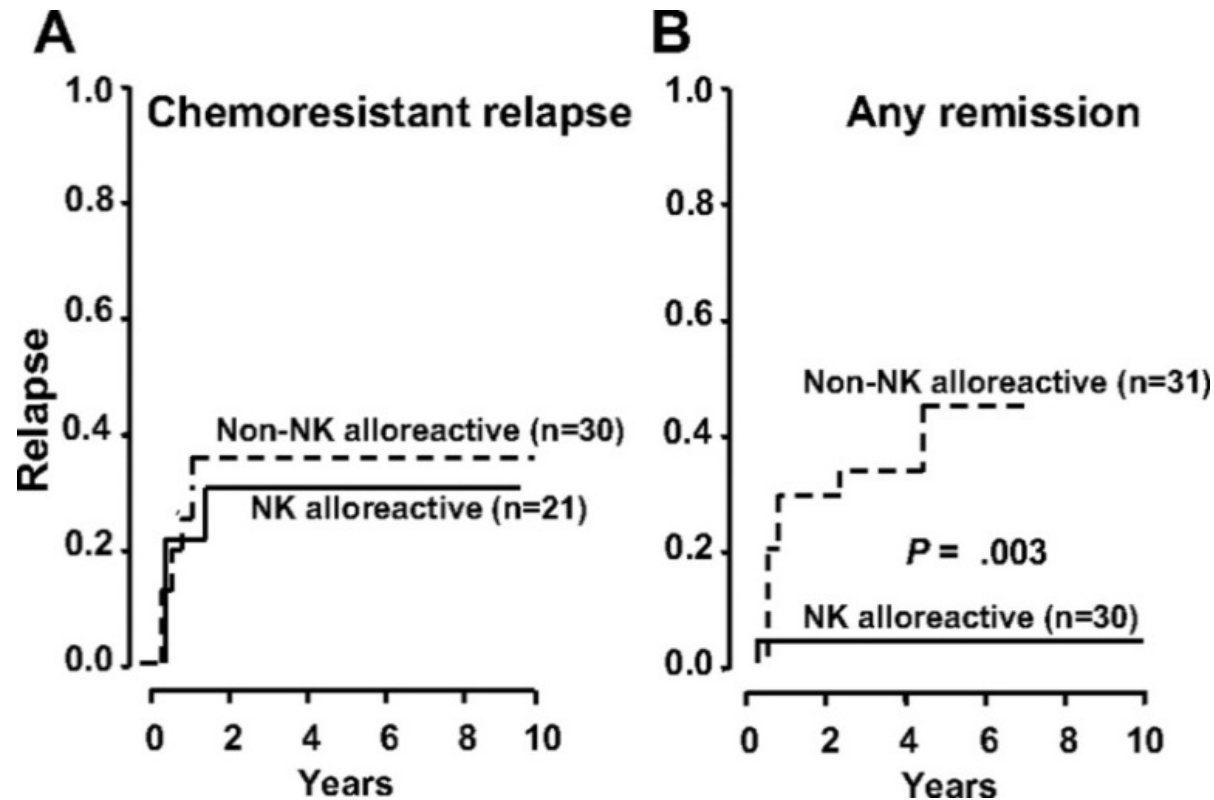 A
Chemoresistant relapse
1.0
0.8
0.6
0.4
0.2
0.0
Relapse
Non-NK alloreactive (n=30)
NK alloreactive (n=21)
0 2 4 6 8 10
Years
B
Any remission
1.0
0.8
0.6
0.4
0.2
0.0
Non-NK alloreactive (n=31)
P = .003
NK alloreactive (n=30)
0 2 4 6 8 10
Years